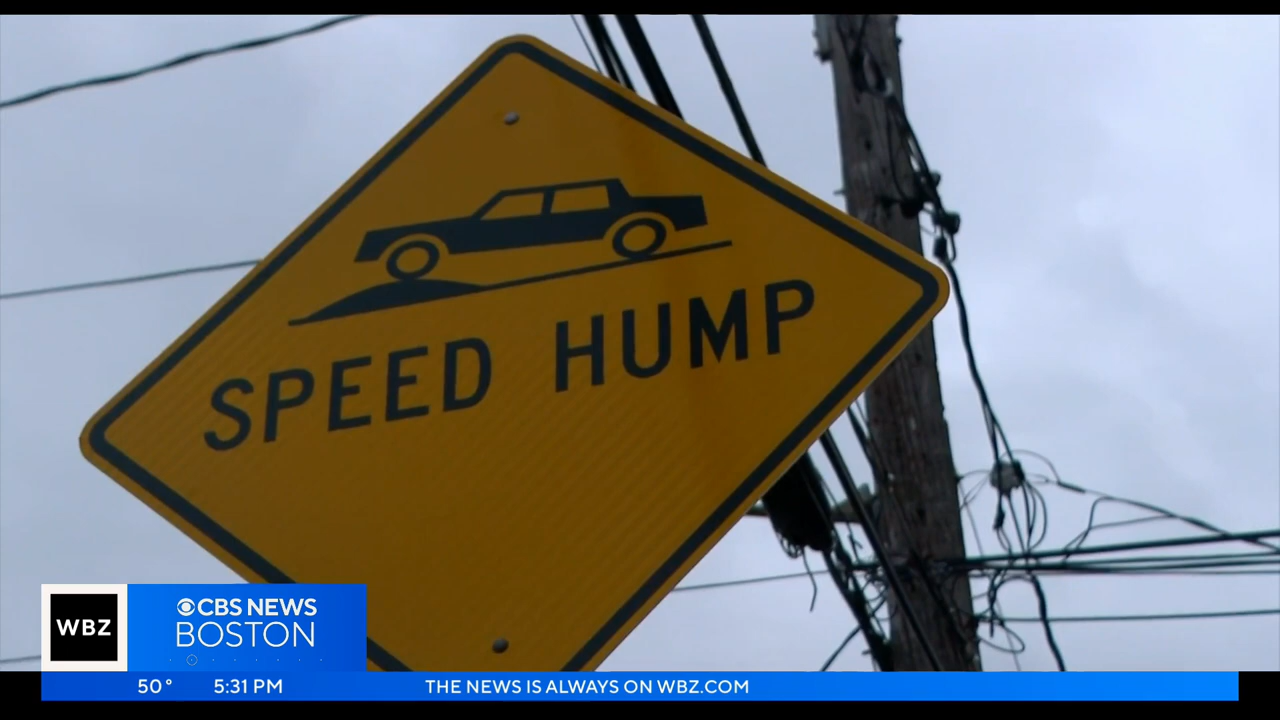 SPEED HUMP
WBZ
CBS NEWS
BOSTON
50° 5:31 PM THE NEWS IS ALWAYS ON WBZ.COM